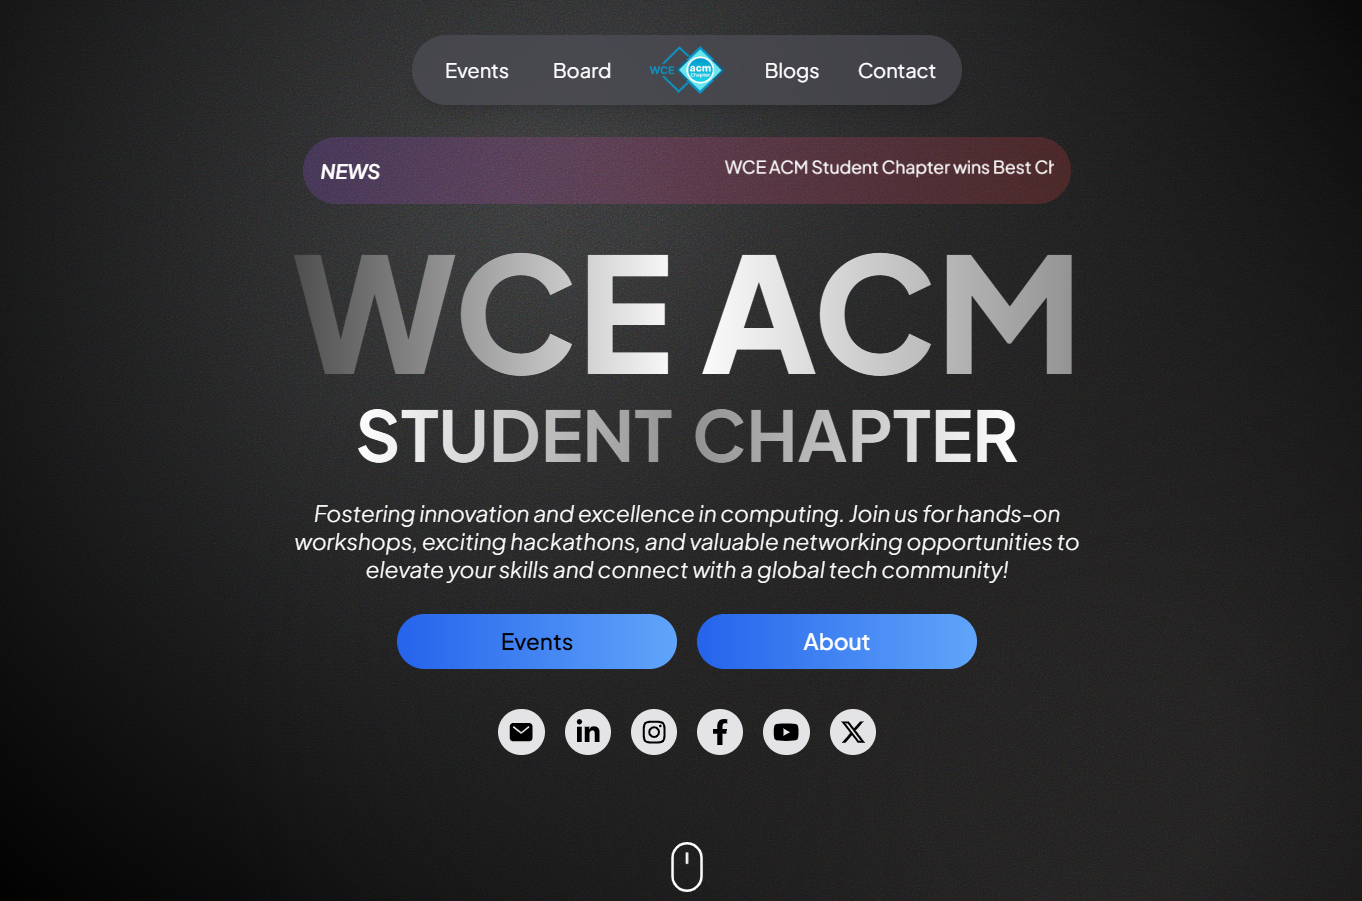 Events Board WCE acm Chapter Blogs Contact
NEWS WCE ACM Student Chapter wins Best Ch
WCE ACM
STUDENT CHAPTER
Fostering innovation and excellence in computing. Join us for hands-on
workshops, exciting hackathons, and valuable networking opportunities to
elevate your skills and connect with a global tech community!
Events About